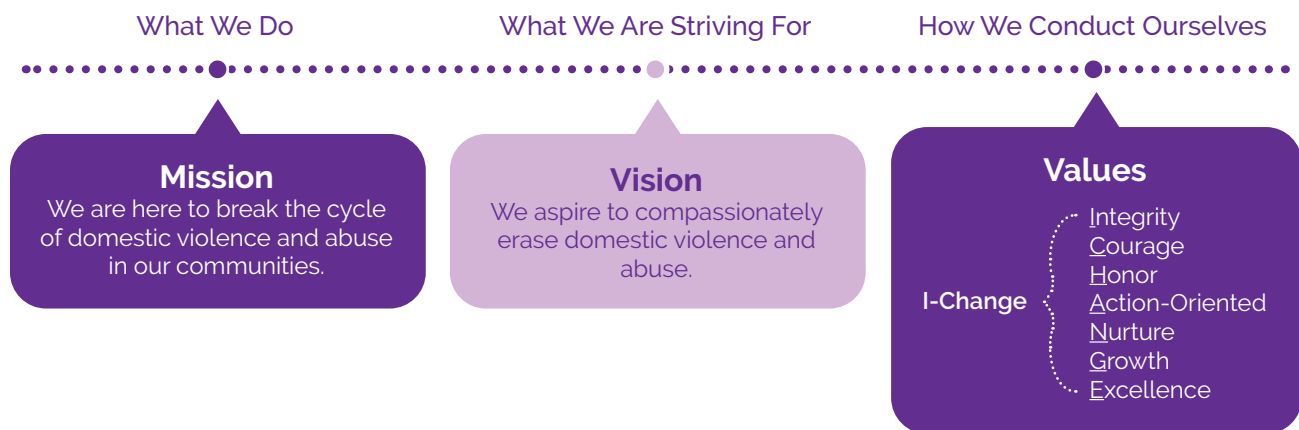 What We Do
What We Are Striving For
How We Conduct Ourselves
Mission
We are here to break the cycle
of domestic violence and abuse
in our communities.
Vision
We aspire to compassionately
erase domestic violence and
abuse.
Values
I-Change
Integrity
Courage
Honor
Action-Oriented
Nurture
Growth
Excellence